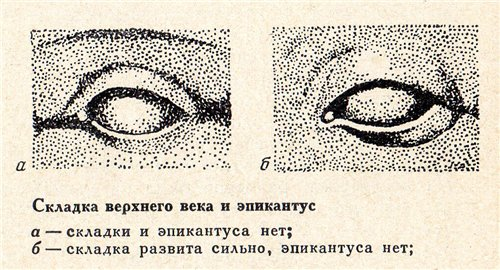 а
б
Складка верхнего века и эпикантус
а — складки и эпикантуса нет;
б — складка развита сильно, эпикантуса нет;